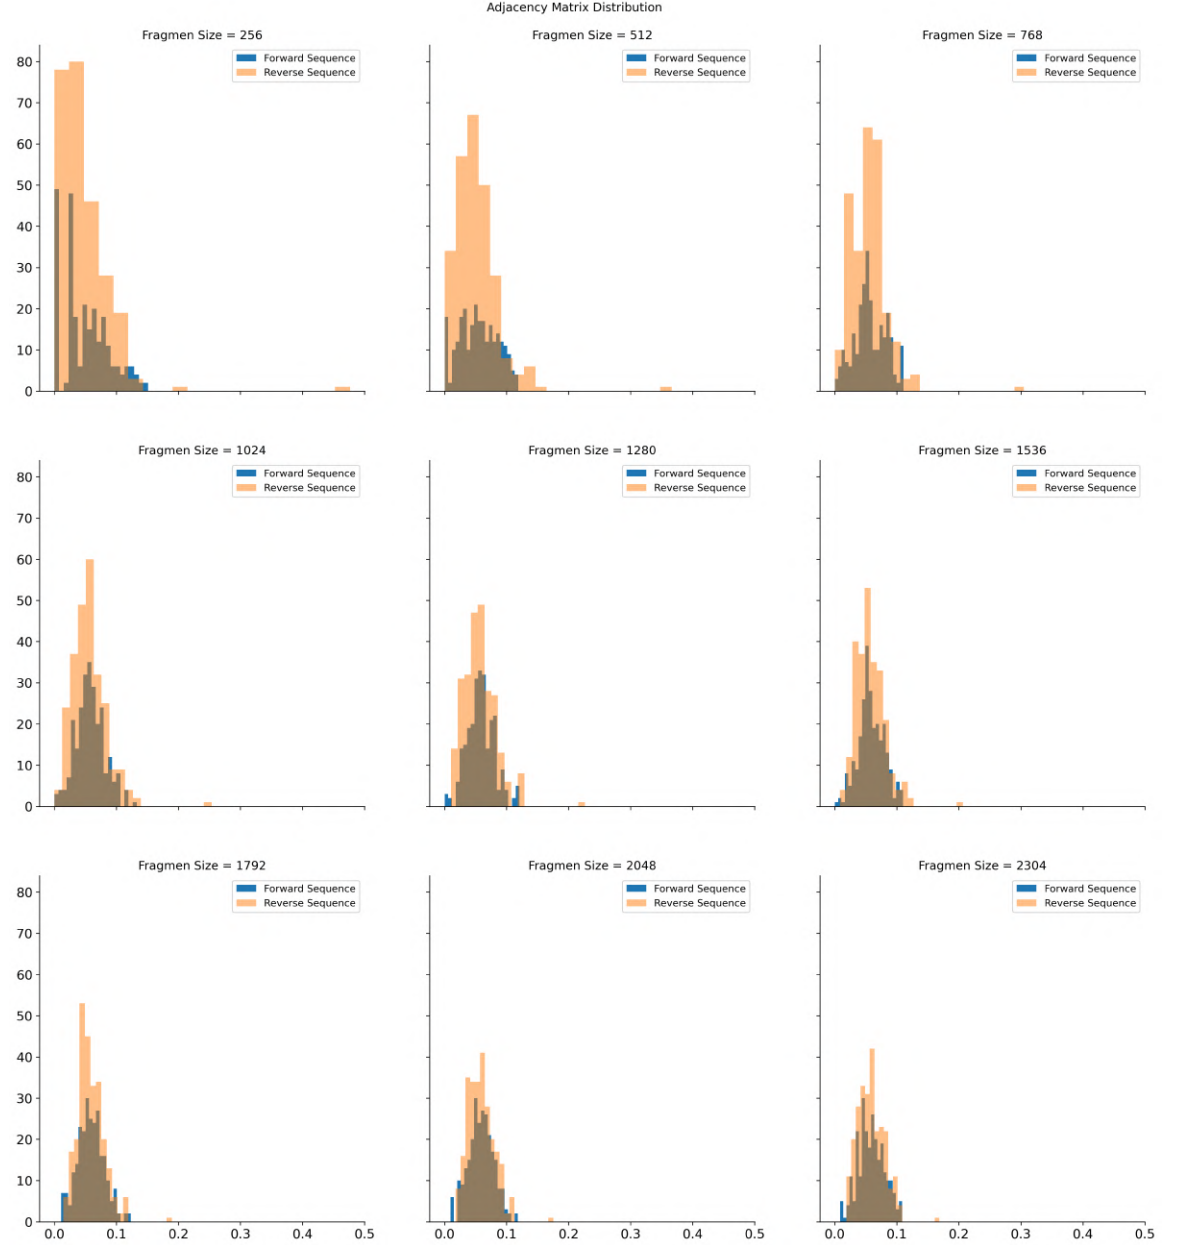 Adjacency Matrix Distribution
Fragmen Size = 256
Fragmen Size = 512
Fragmen Size = 768
80
70
60
50
40
30
20
10
0
Forward Sequence
Reverse Sequence
Forward Sequence
Reverse Sequence
Forward Sequence
Reverse Sequence
Fragmen Size = 1024
Fragmen Size = 1280
Fragmen Size = 1536
80
70
60
50
40
30
20
10
0
Forward Sequence
Reverse Sequence
Forward Sequence
Reverse Sequence
Forward Sequence
Reverse Sequence
Fragmen Size = 1792
Fragmen Size = 2048
Fragmen Size = 2304
80
70
60
50
40
30
20
10
0
Forward Sequence
Reverse Sequence
Forward Sequence
Reverse Sequence
Forward Sequence
Reverse Sequence
0.0 0.1 0.2 0.3 0.4 0.5
0.0 0.1 0.2 0.3 0.4 0.5
0.0 0.1 0.2 0.3 0.4 0.5